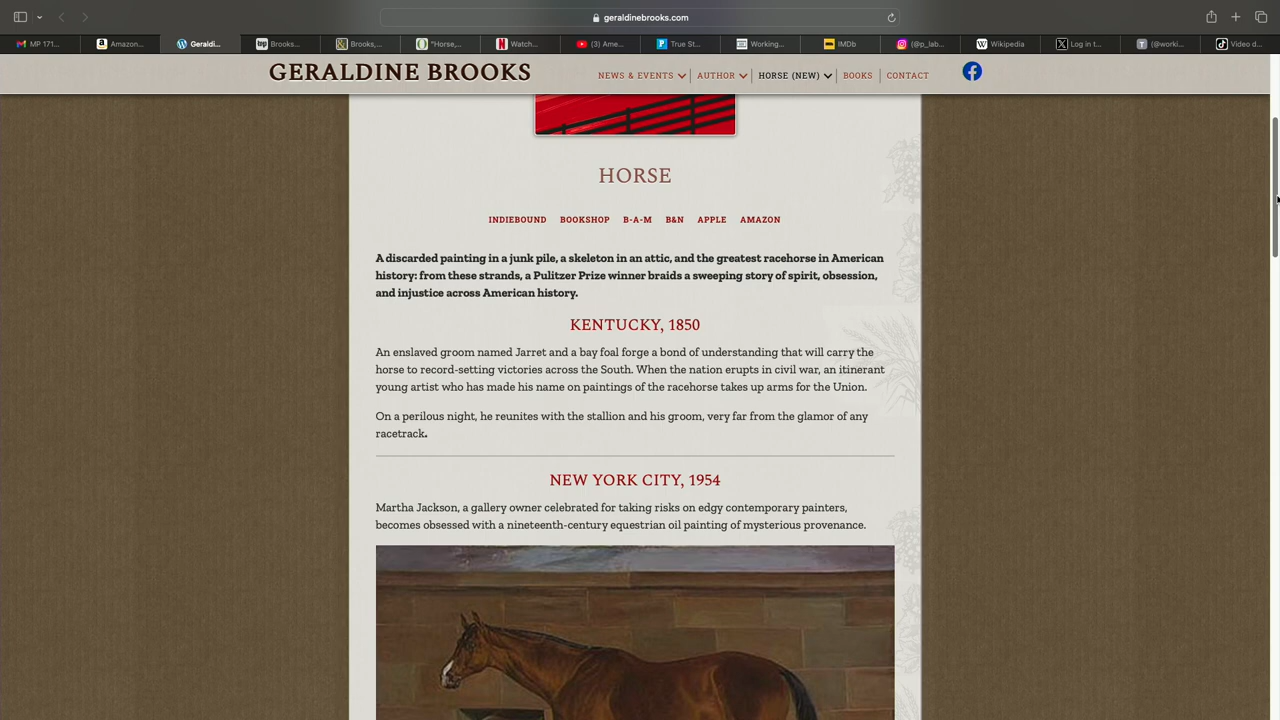 geraldinebrooks.com
MP 171...
Amazon...
Geraldi...
Brooks...
Brooks,...
"Horse,...
Watch...
(3) Ame...
True St...
Working...
IMDb
(@p_lab...
Wikipedia
Log in t...
(@worki...
Video d...
GERALDINE BROOKS
NEWS & EVENTS
AUTHOR
HORSE (NEW)
BOOKS
CONTACT
HORSE
INDIEBOUND BOOKSHOP B-A-M B&N APPLE AMAZON
A discarded painting in a junk pile, a skeleton in an attic, and the greatest racehorse in American
history: from these strands, a Pulitzer Prize winner braids a sweeping story of spirit, obsession,
and injustice across American history.
KENTUCKY, 1850
An enslaved groom named Jarret and a bay foal forge a bond of understanding that will carry the
horse to record-setting victories across the South. When the nation erupts in civil war, an itinerant
young artist who has made his name on paintings of the racehorse takes up arms for the Union.
On a perilous night, he reunites with the stallion and his groom, very far from the glamor of any
racetrack.
NEW YORK CITY, 1954
Martha Jackson, a gallery owner celebrated for taking risks on edgy contemporary painters,
becomes obsessed with a nineteenth-century equestrian oil painting of mysterious provenance.